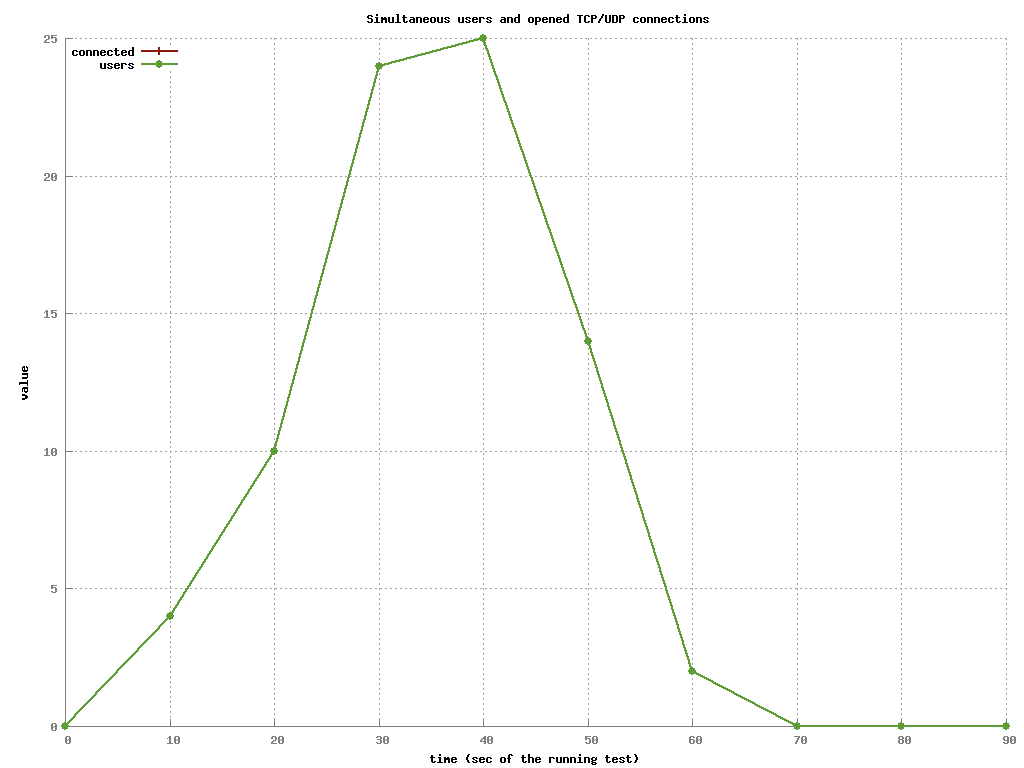 Simultaneous users and opened TCP/UDP connections
connected
users
25
20
15
10
5
0
value
0 10 20 30 40 50 60 70 80 90
time (sec of the running test)